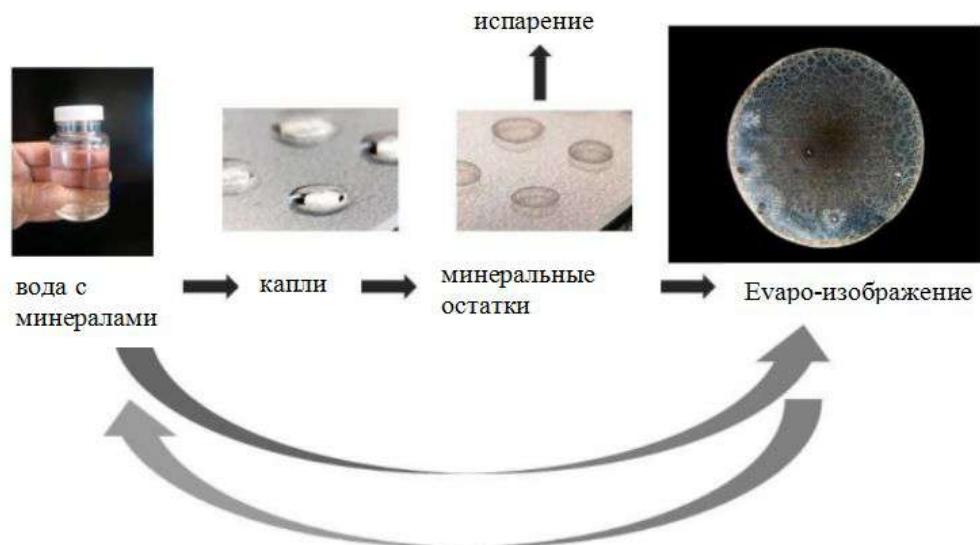 испарение
вода с
минералами
капли
минеральные
остатки
Evapo-изображение